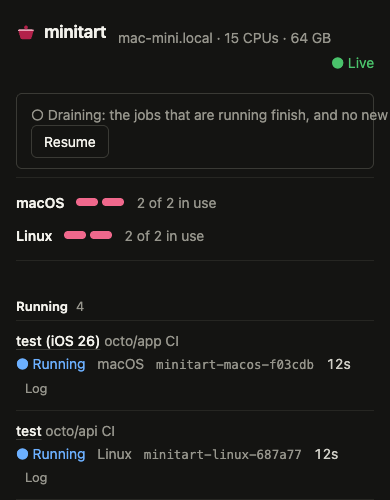 minitart mac-mini.local · 15 CPUs · 64 GB
Live
Draining: the jobs that are running finish, and no new
Resume
macOS 2 of 2 in use
Linux 2 of 2 in use
Running 4
test (iOS 26) octo/app CI
Running macOS minitart-macos-f03cdb 12s
Log
test octo/api CI
Running Linux minitart-linux-687a77 12s
Log